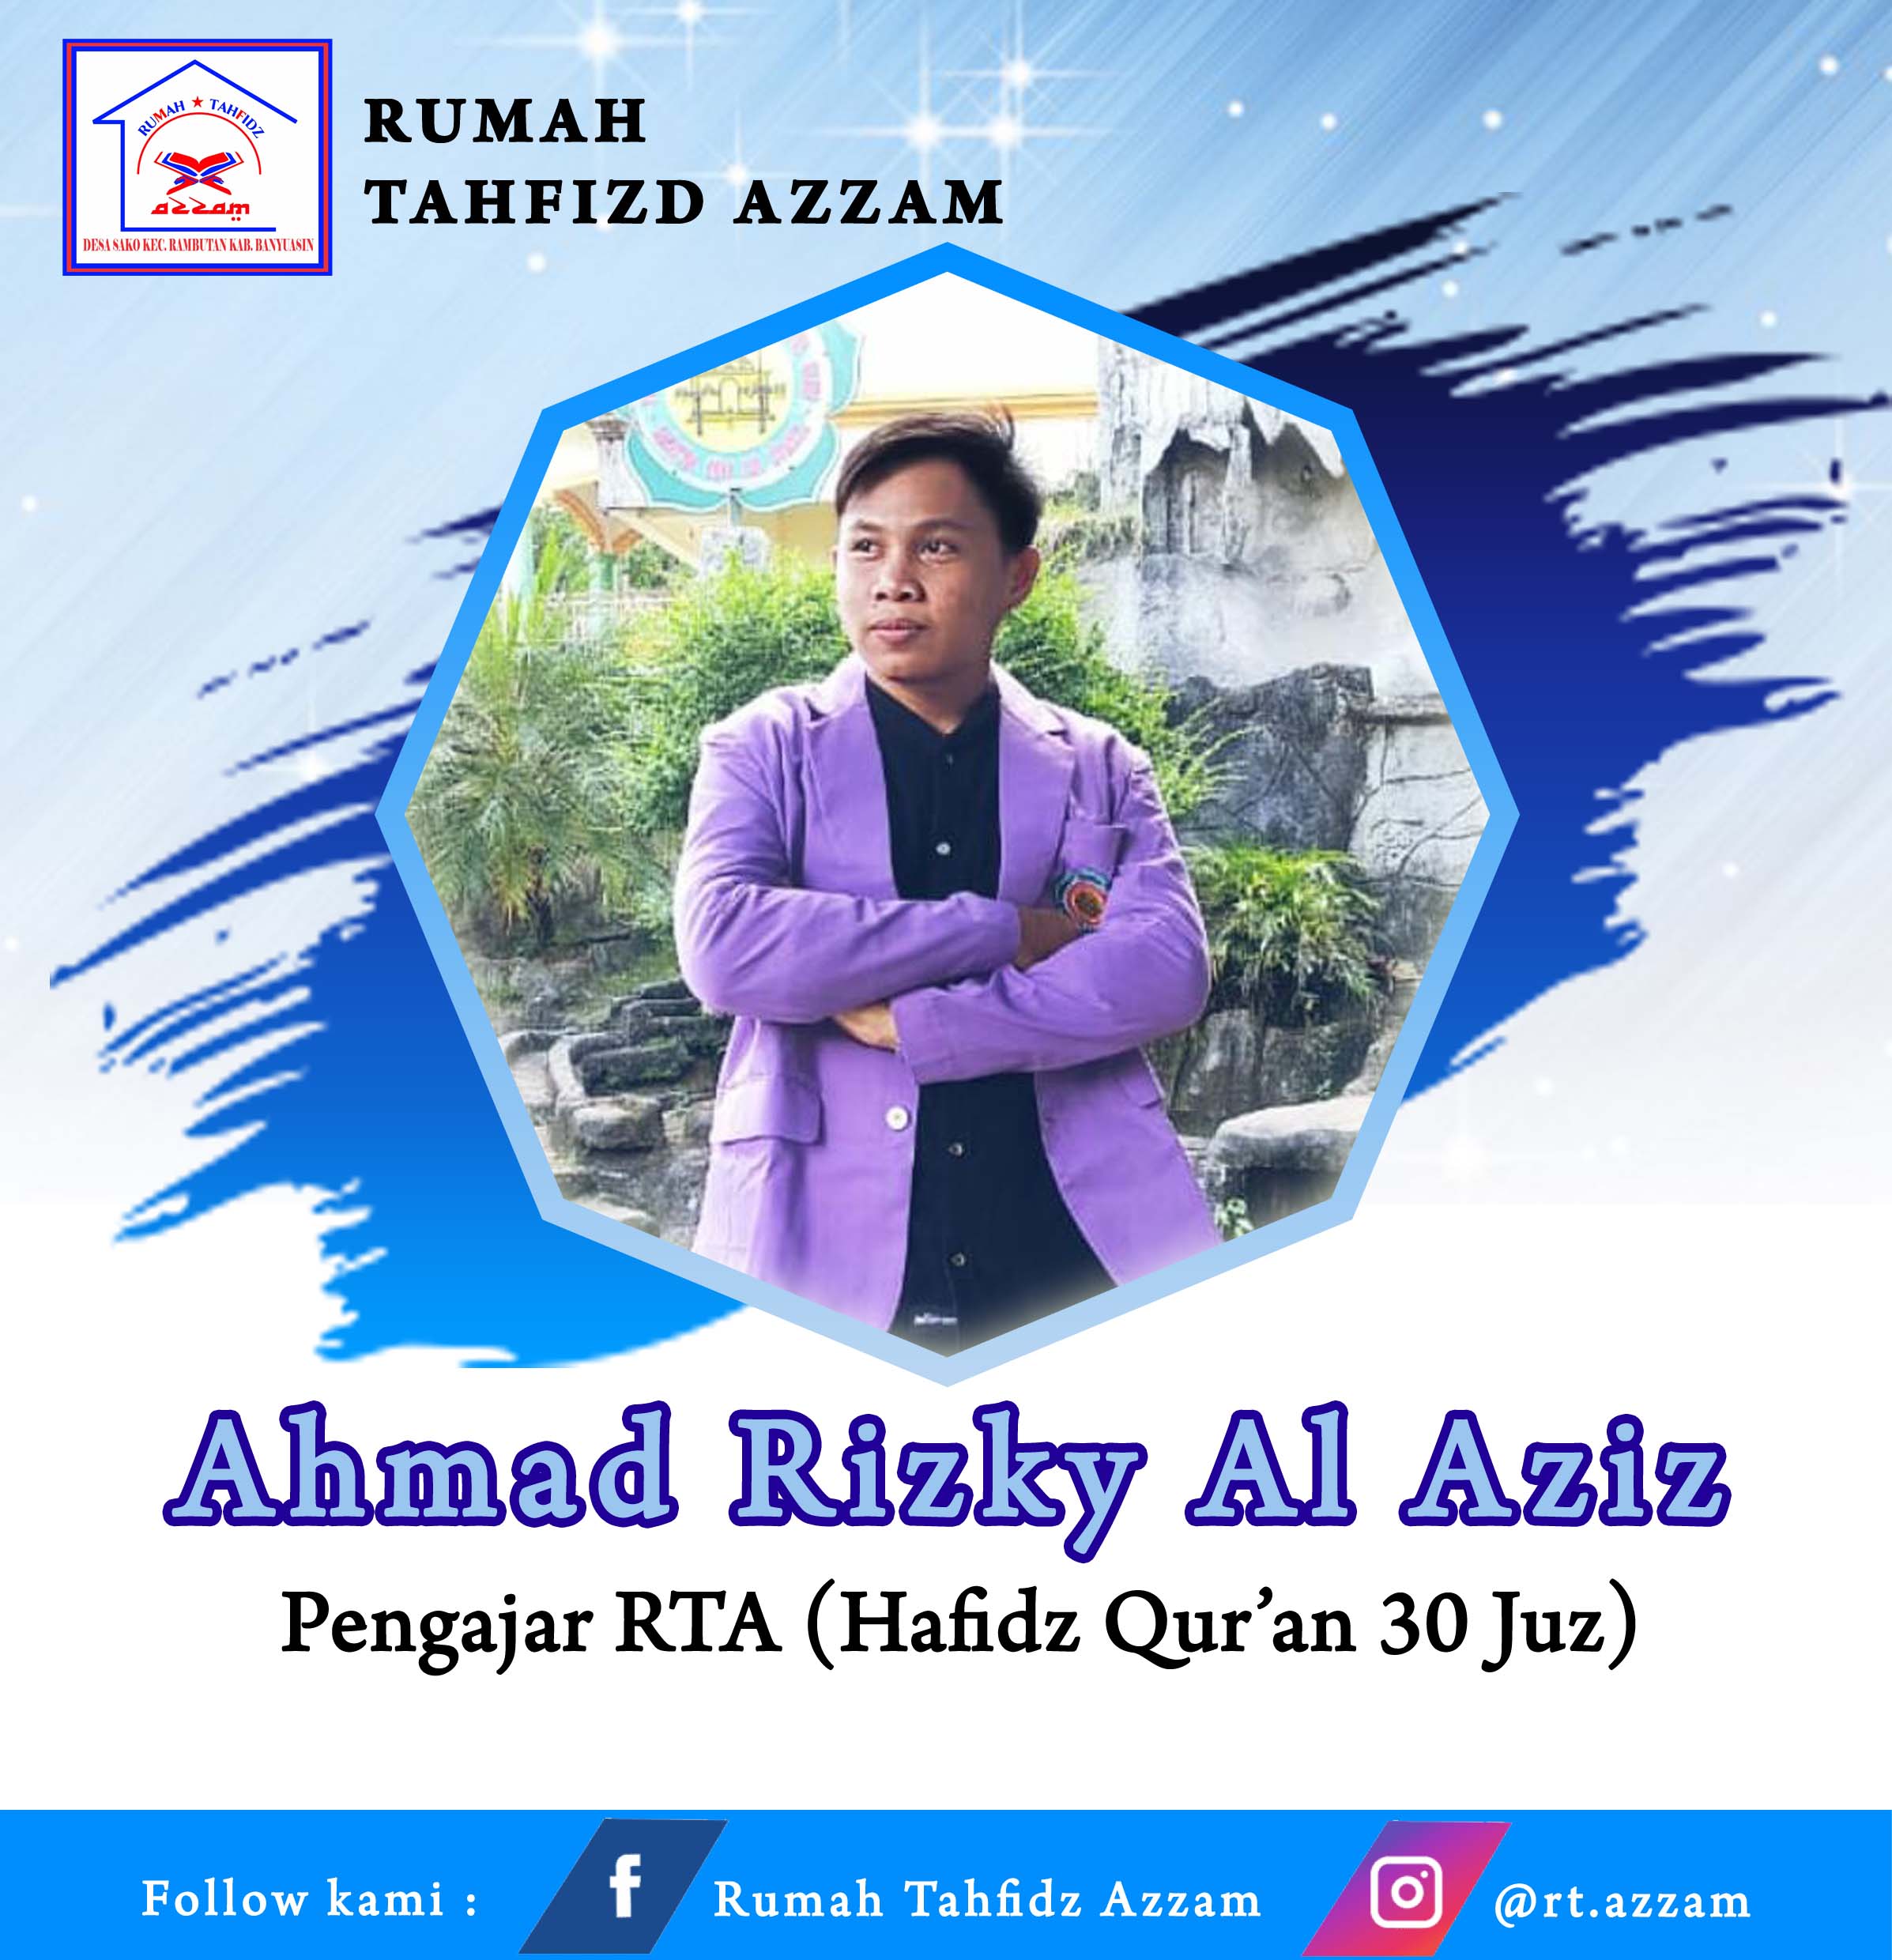 RUMAH ★ TAHFIDZ
azzam
DESA SAKO KEC. RAMBUTAN KAB. BANYUASIN
RUMAH
TAHFIZD AZZAM
Ahmad Rizky Al Aziz
Pengajar RTA (Hafidz Qur’an 30 Juz)
Follow kami :
Rumah Tahfidz Azzam
@rt.azzam